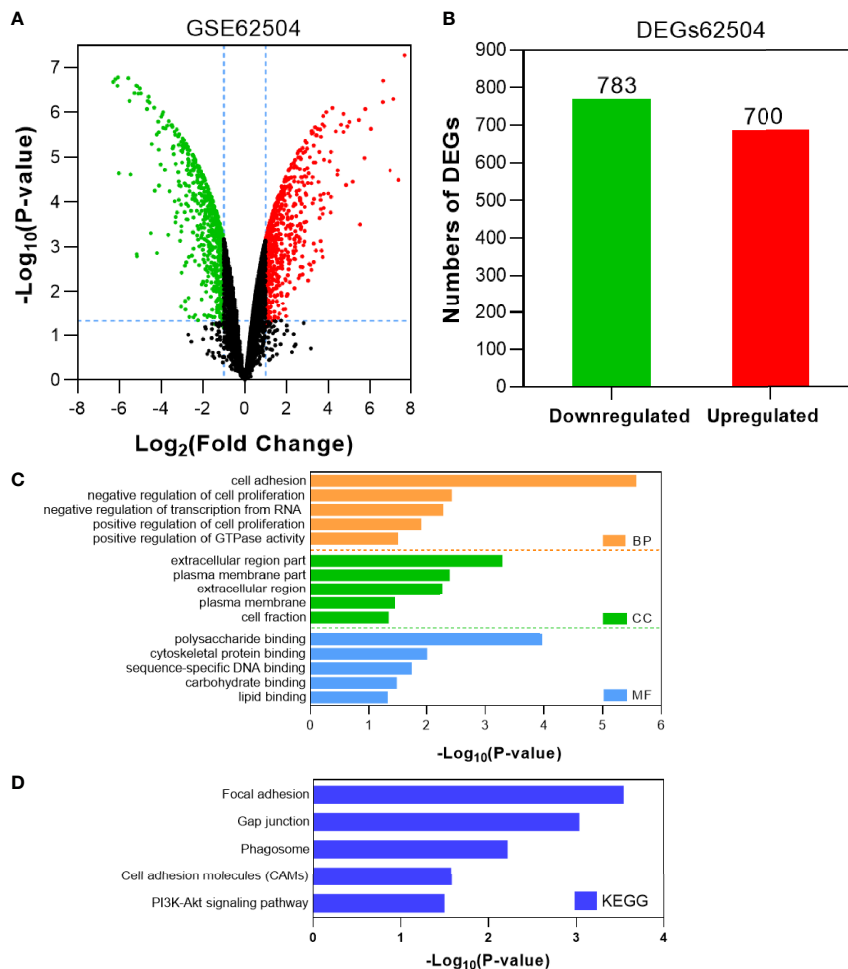 A
GSE62504
-Log10(P-value)
7
6
5
4
3
2
1
0
-8
-6
-4
-2
0
2
4
6
8
Log2(Fold Change)
B
DEGs62504
Numbers of DEGs
900
800
700
600
500
400
300
200
100
0
783
700
Downregulated
Upregulated
C
cell adhesion
negative regulation of cell proliferation
negative regulation of transcription from RNA
positive regulation of cell proliferation
positive regulation of GTPase activity
BP
extracellular region part
plasma membrane part
extracellular region
plasma membrane
cell fraction
CC
polysaccharide binding
cytoskeletal protein binding
sequence-specific DNA binding
carbohydrate binding
lipid binding
MF
0
1
2
3
4
5
6
-Log10(P-value)
D
Focal adhesion
Gap junction
Phagosome
Cell adhesion molecules (CAMs)
PI3K-Akt signaling pathway
KEGG
0
1
2
3
4
-Log10(P-value)